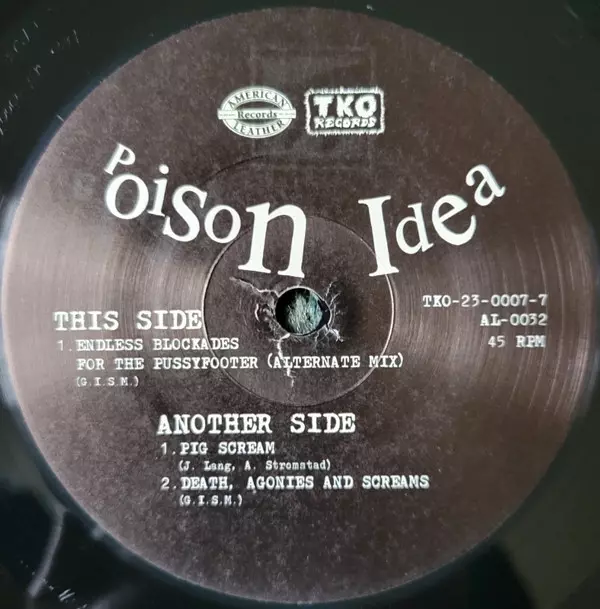 AMERICAN
Records
LEATHER
TKO
RECORDS
Poison Idea
TKO-23-0007-7
THIS SIDE
AL-0032
1. ENDLESS BLOCKADES
45 RPM
FOR THE PUSSYFOOTER (ALTERNATE MIX)
(G.I.S.M.)
ANOTHER SIDE
1. PIG SCREAM
(J. Lang, A. Stromstad)
2. DEATH, AGONIES AND SCREAMS
(G.I.S.M.)